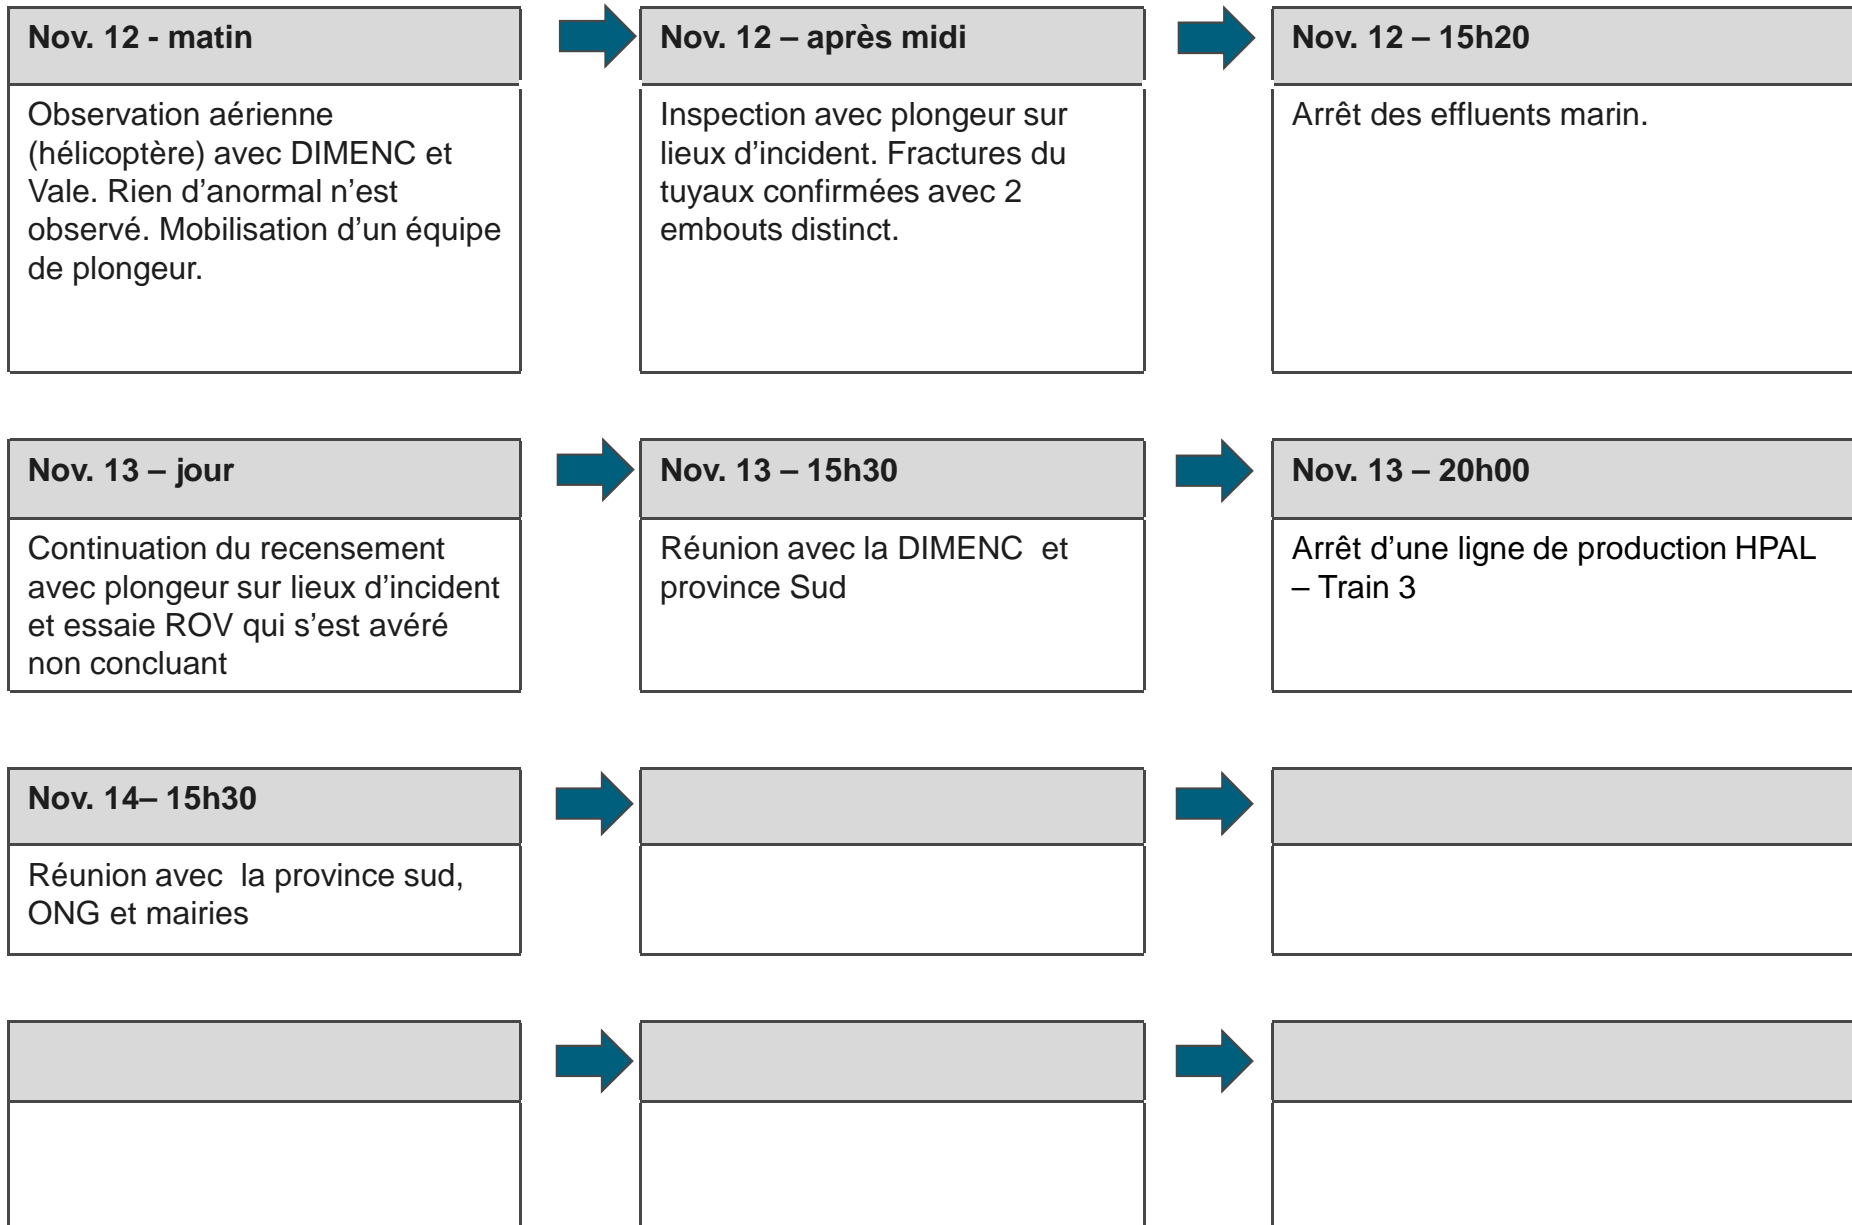 Nov. 12 - matin
Observation aérienne
(hélicoptère) avec DIMENC et
Vale. Rien d’anormal n’est
observé. Mobilisation d’un équipe
de plongeur.
Nov. 12 – après midi
Inspection avec plongeur sur
lieux d’incident. Fractures du
tuyaux confirmées avec 2
embouts distinct.
Nov. 12 – 15h20
Arrêt des effluents marin.
Nov. 13 – jour
Continuation du recensement
avec plongeur sur lieux d’incident
et essaie ROV qui s’est avéré
non concluant
Nov. 13 – 15h30
Réunion avec la DIMENC  et
province Sud
Nov. 13 – 20h00
Arrêt d’une ligne de production HPAL
– Train 3
Nov. 14– 15h30
Réunion avec  la province sud,
ONG et mairies